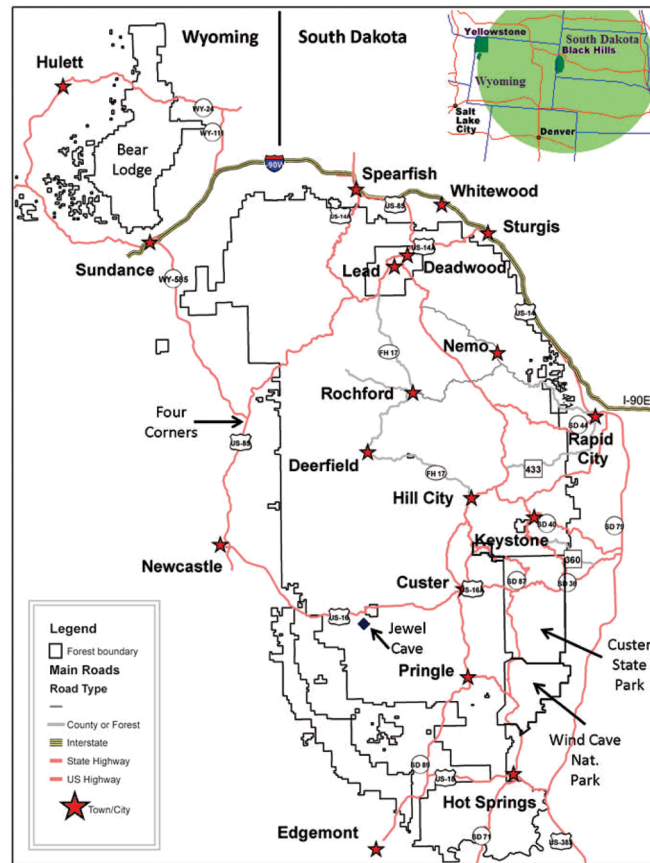 Wyoming
South Dakota
Hulett
WY-24
WY-111
Bear
Lodge
I-90W
Sundance
WY-585
Spearfish
US-14A
US-85
Whitewood
Sturgis
US-14A
Lead
Deadwood
US-14
FH 17
Nemo
Rochford
I-90E
Four
Corners
US-85
SD 44
Rapid
City
Deerfield
FH 17
433
Hill City
SD 40
SD 79
Keystone
360
Newcastle
Custer
US-16A
SD 87
SD 36
US-16
Jewel
Cave
Custer
State
Park
Pringle
Wind Cave
Nat.
Park
SD 89
US-18
Hot Springs
Edgemont
SD 71
US-385
Yellowstone
South Dakota
Black Hills
Wyoming
Salt
Lake
City
Denver
Legend
Forest boundary
Main Roads
Road Type
County or Forest
Interstate
State Highway
US Highway
Town/City